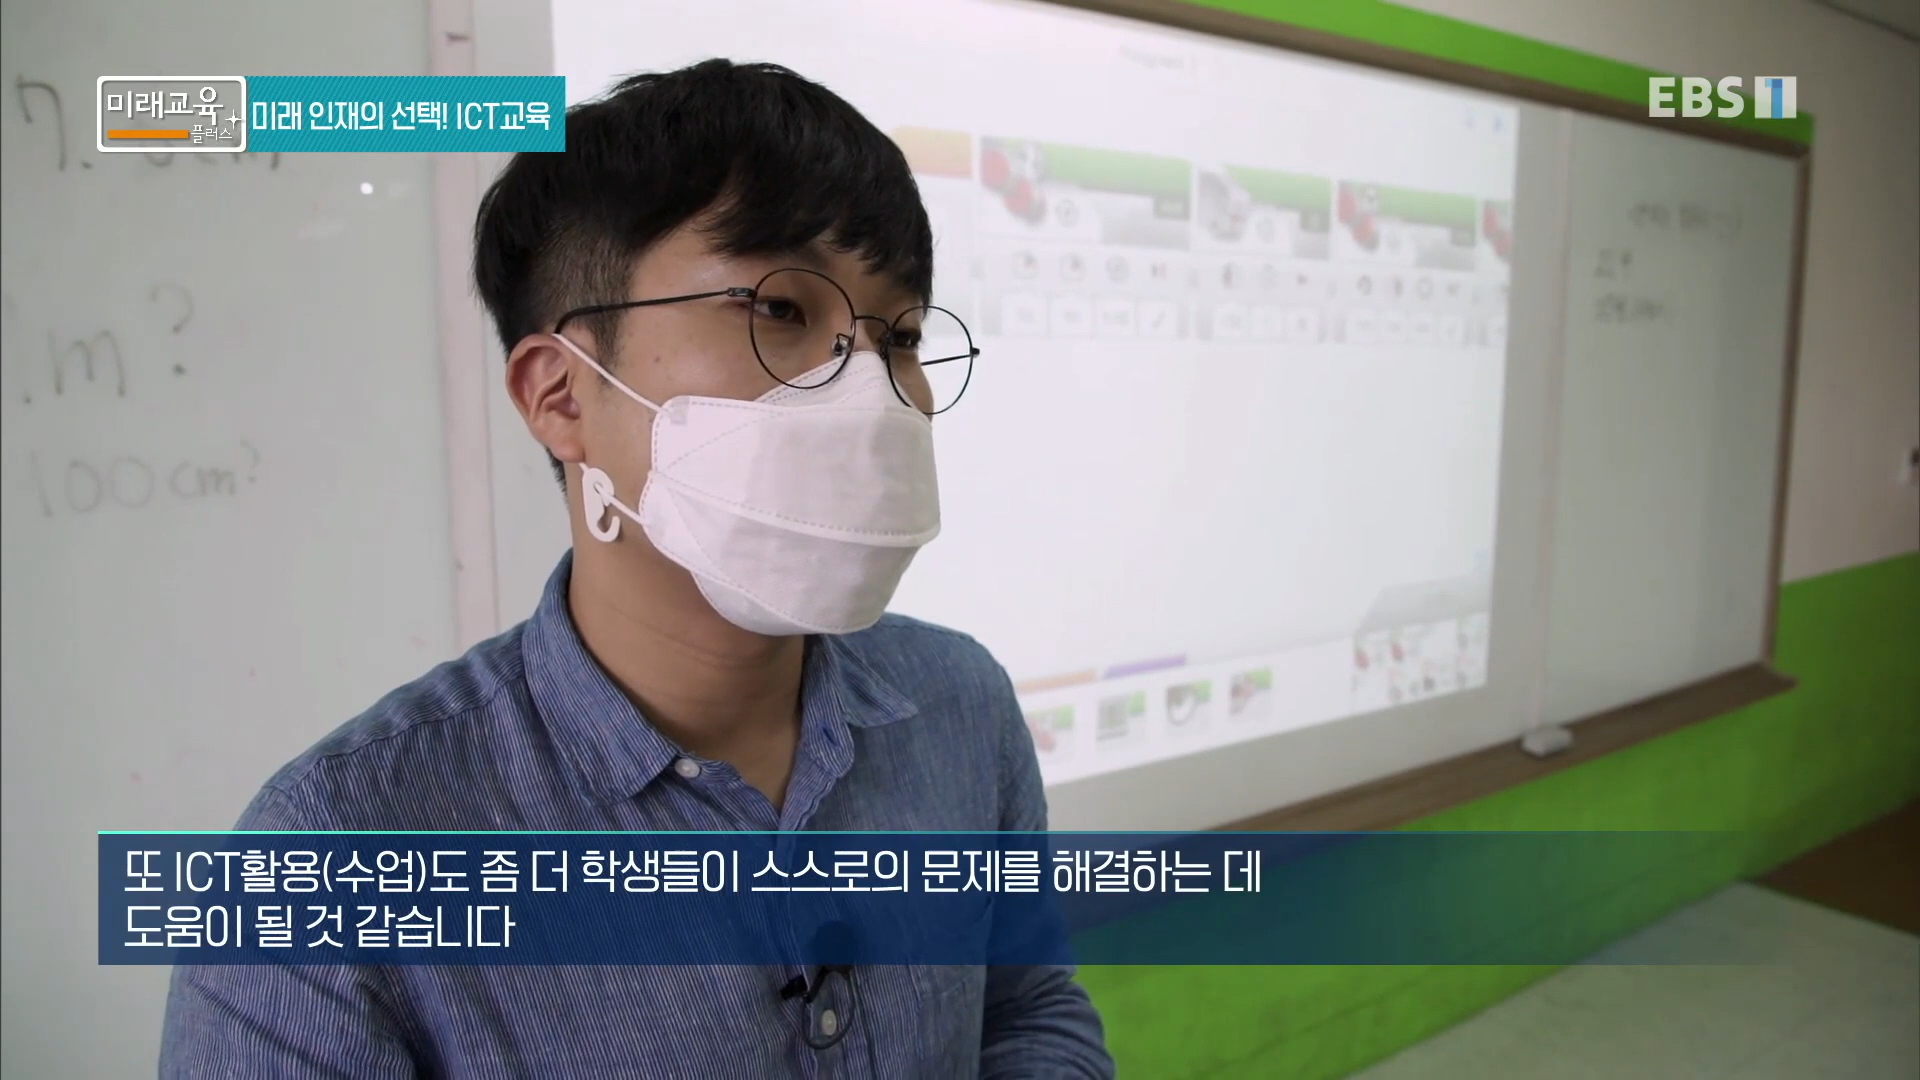 미래교육
플러스
미래 인재의 선택! ICT교육
EBS 1
7.
m?
100cm?
또 ICT활용(수업)도 좀 더 학생들이 스스로의 문제를 해결하는 데
도움이 될 것 같습니다